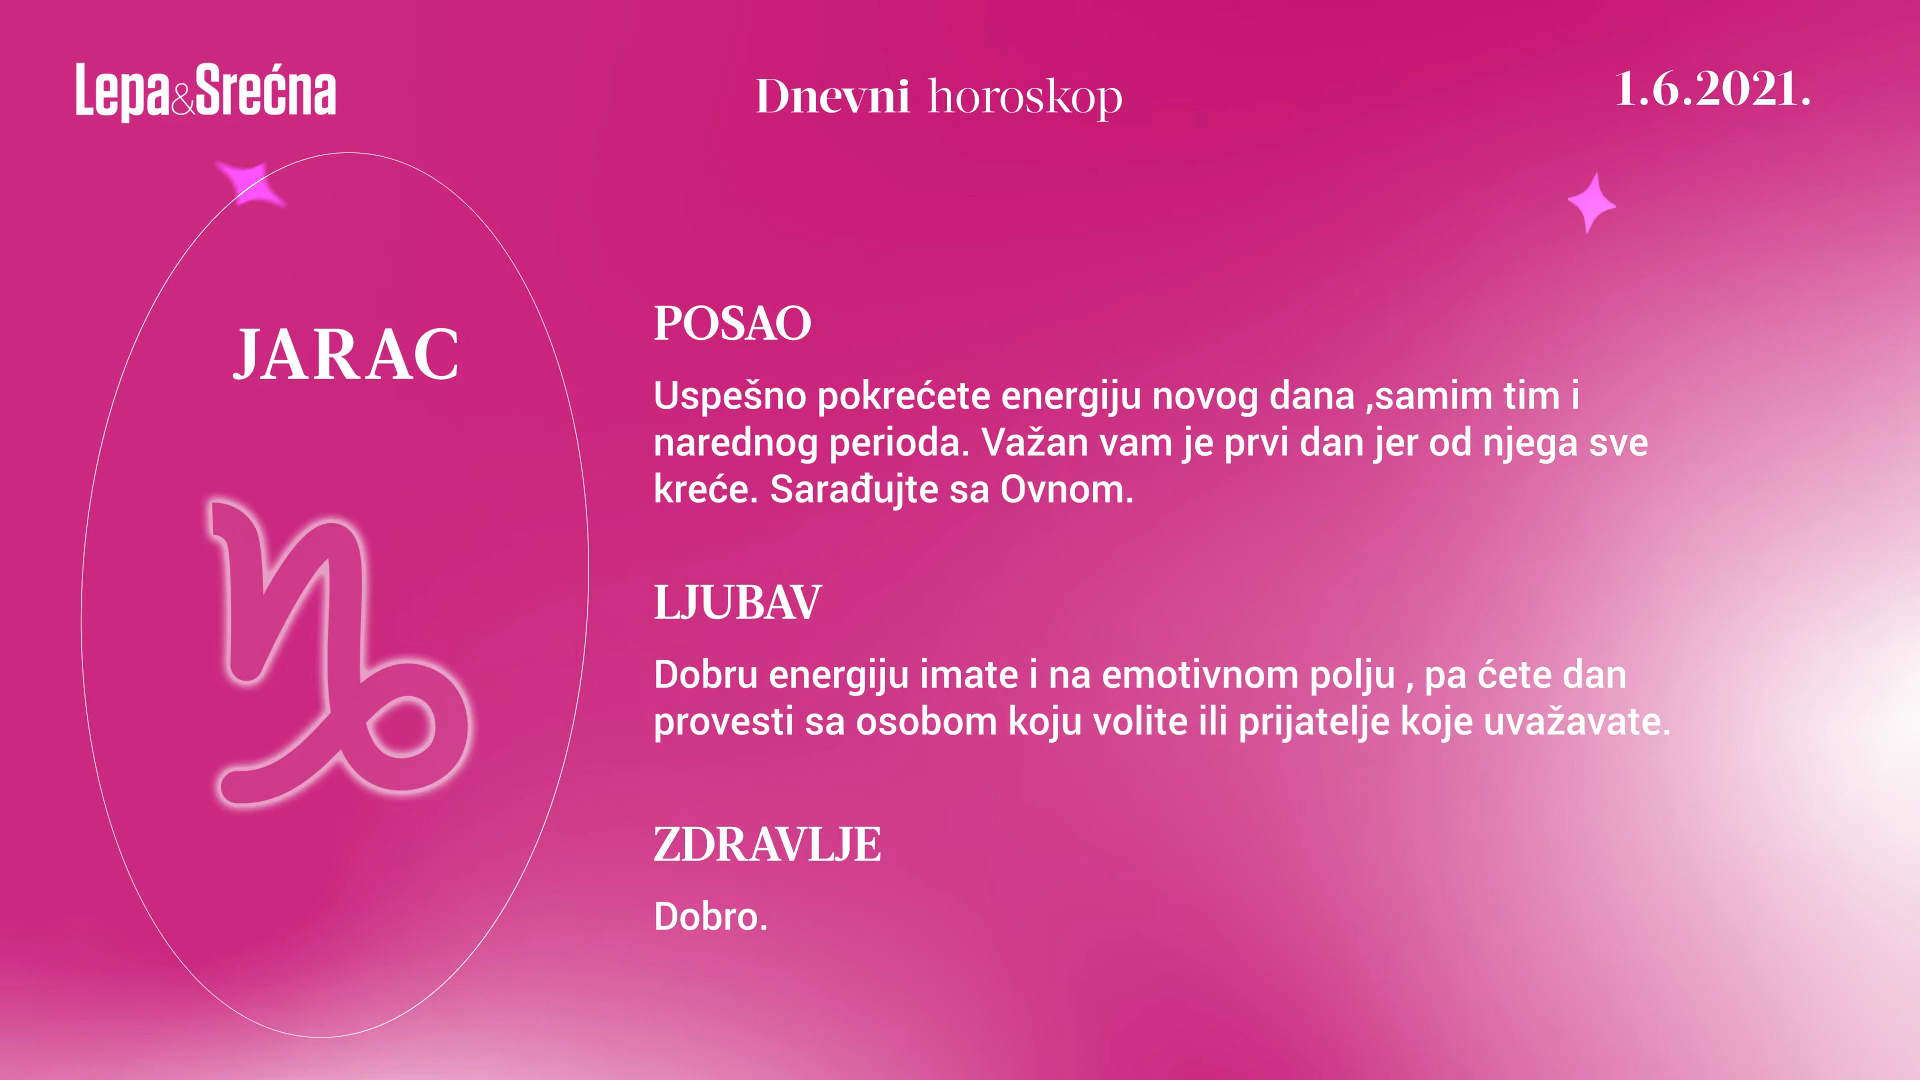 Lepa&Srećna
Dnevni horoskop
1.6.2021.
JARAC
POSAO
Uspešno pokrećete energiju novog dana ,samim tim i
narednog perioda. Važan vam je prvi dan jer od njega sve
kreće. Sarađujte sa Ovnom.
LJUBAV
Dobru energiju imate i na emotivnom polju , pa ćete dan
provesti sa osobom koju volite ili prijatelje koje uvažavate.
ZDRAVLJE
Dobro.